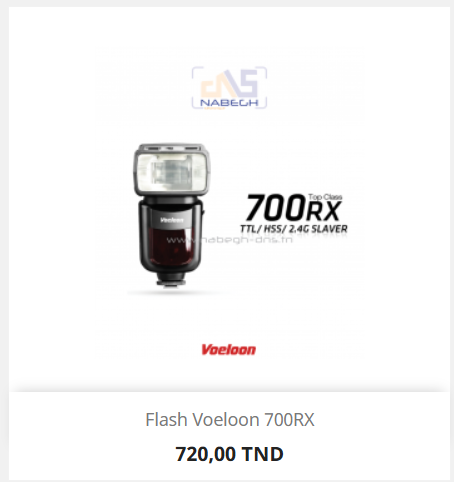 NABEGH
Top Class
700RX
TTL/ HSS/ 2.4G SLAVER
Voeloon
www.nabegh-dns.tn
Voeloon
Flash Voeloon 700RX
720,00 TND